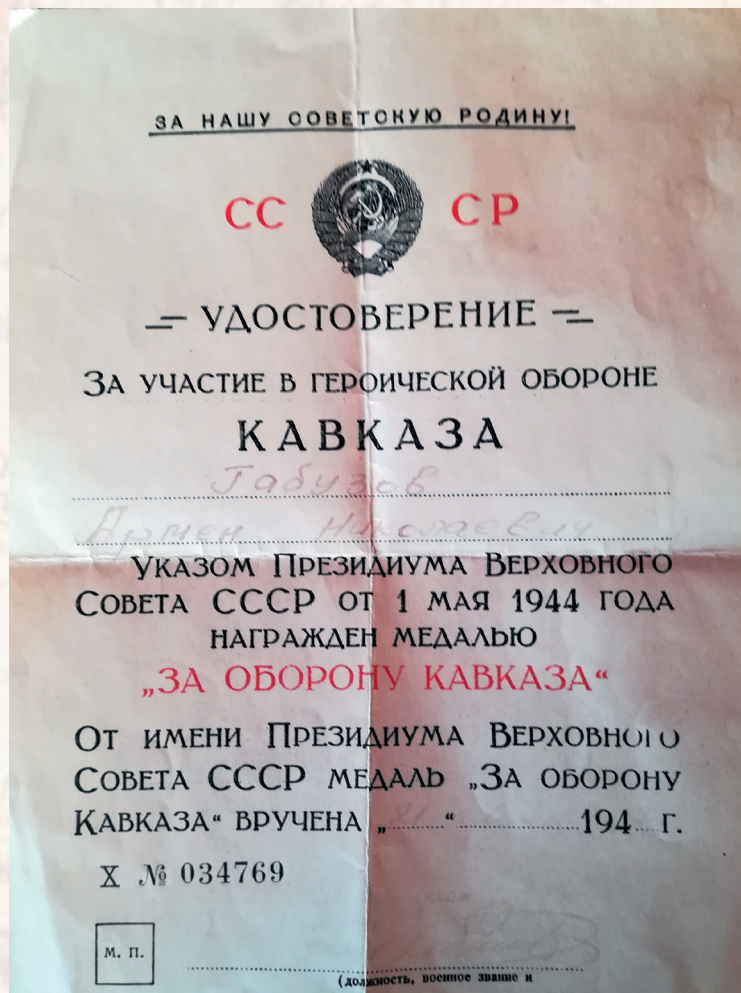 ЗА НАШУ СОВЕТСКУЮ РОДИНУ!
СС СР
УДОСТОВЕРЕНИЕ
ЗА УЧАСТИЕ В ГЕРОИЧЕСКОЙ ОБОРОНЕ
КАВКАЗА
Габузов
Армен Николаевич
УКАЗОМ ПРЕЗИДИУМА ВЕРХОВНОГО
СОВЕТА СССР ОТ 1 МАЯ 1944 ГОДА
НАГРАЖДЕН МЕДАЛЬЮ
„ЗА ОБОРОНУ КАВКАЗА“
ОТ ИМЕНИ ПРЕЗИДИУМА ВЕРХОВНОГО
СОВЕТА СССР МЕДАЛЬ „ЗА ОБОРОНУ
КАВКАЗА“ ВРУЧЕНА „ “ 194 г.
X № 034769
М. П.
(должность, военное звание и